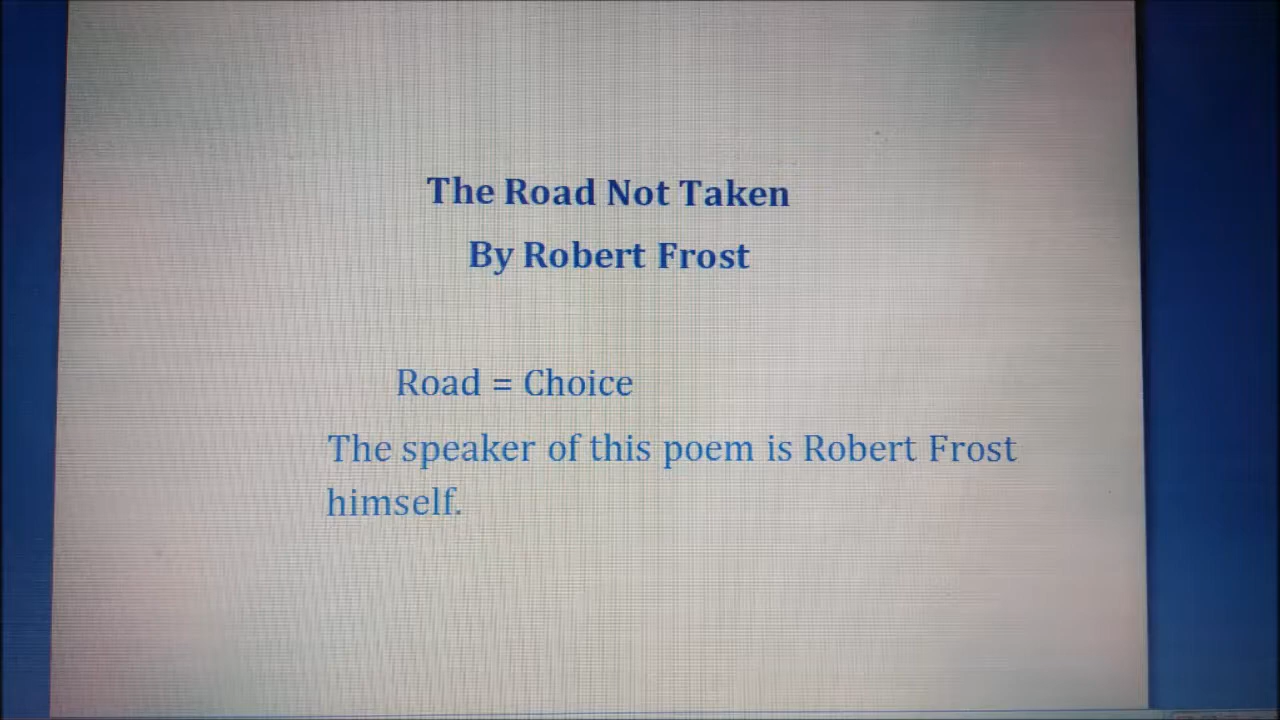 The Road Not Taken
By Robert Frost
Road = Choice
The speaker of this poem is Robert Frost
himself.